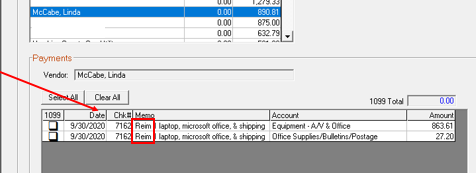 0.00 1,279.33
McCabe, Linda 0.00 890.81
0.00 875.00
0.00 632.79
Payments
Vendor: McCabe, Linda
Select All Clear All 1099 Total 0.00
1099 Date Chk# Memo Account Amount
9/30/2020 7162 Reim 1 laptop, microsoft office, & shipping Equipment - A/V & Office 863.61
9/30/2020 7162 Reim 1 laptop, microsoft office, & shipping Office Supplies/Bulletins/Postage 27.20